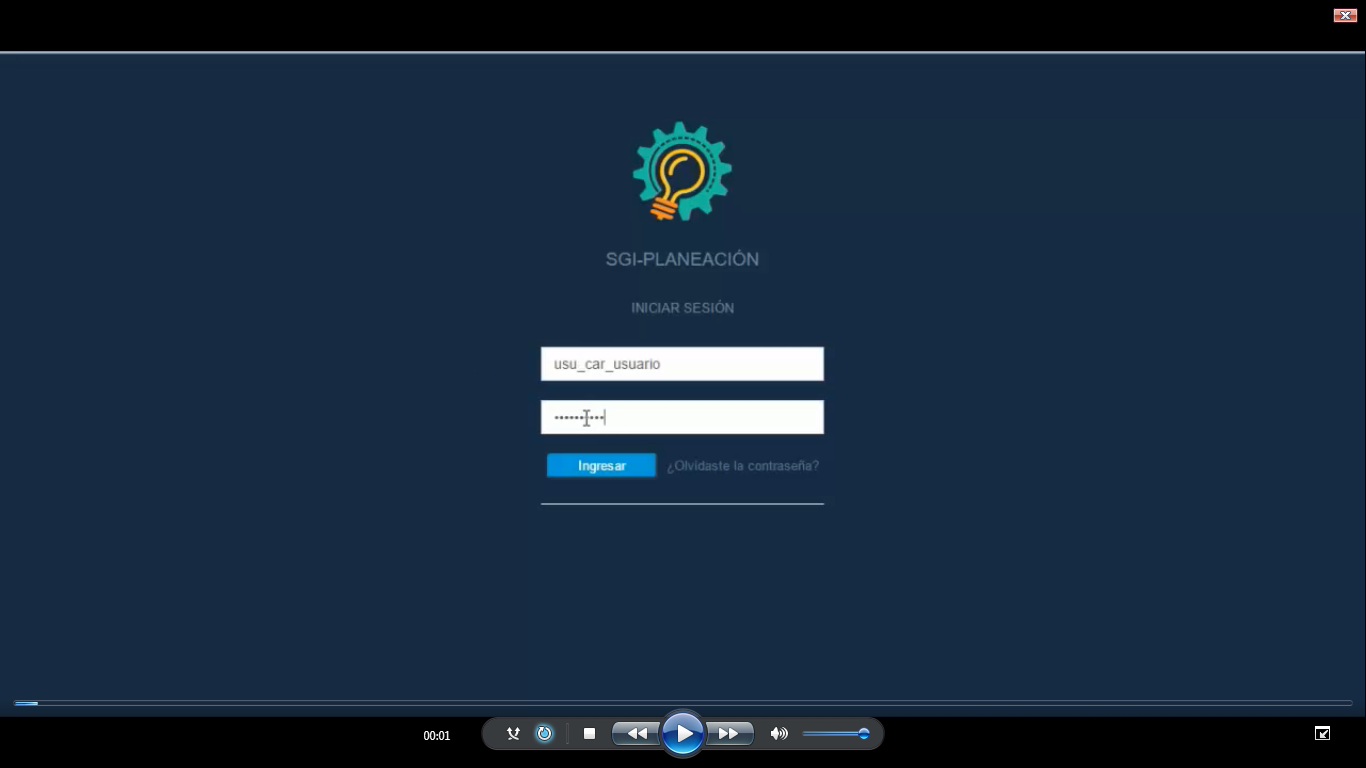 SGI-PLANEACIÓN
INICIAR SESIÓN
usu_car_usuario
Ingresar ¿Olvidaste la contraseña?
00:01